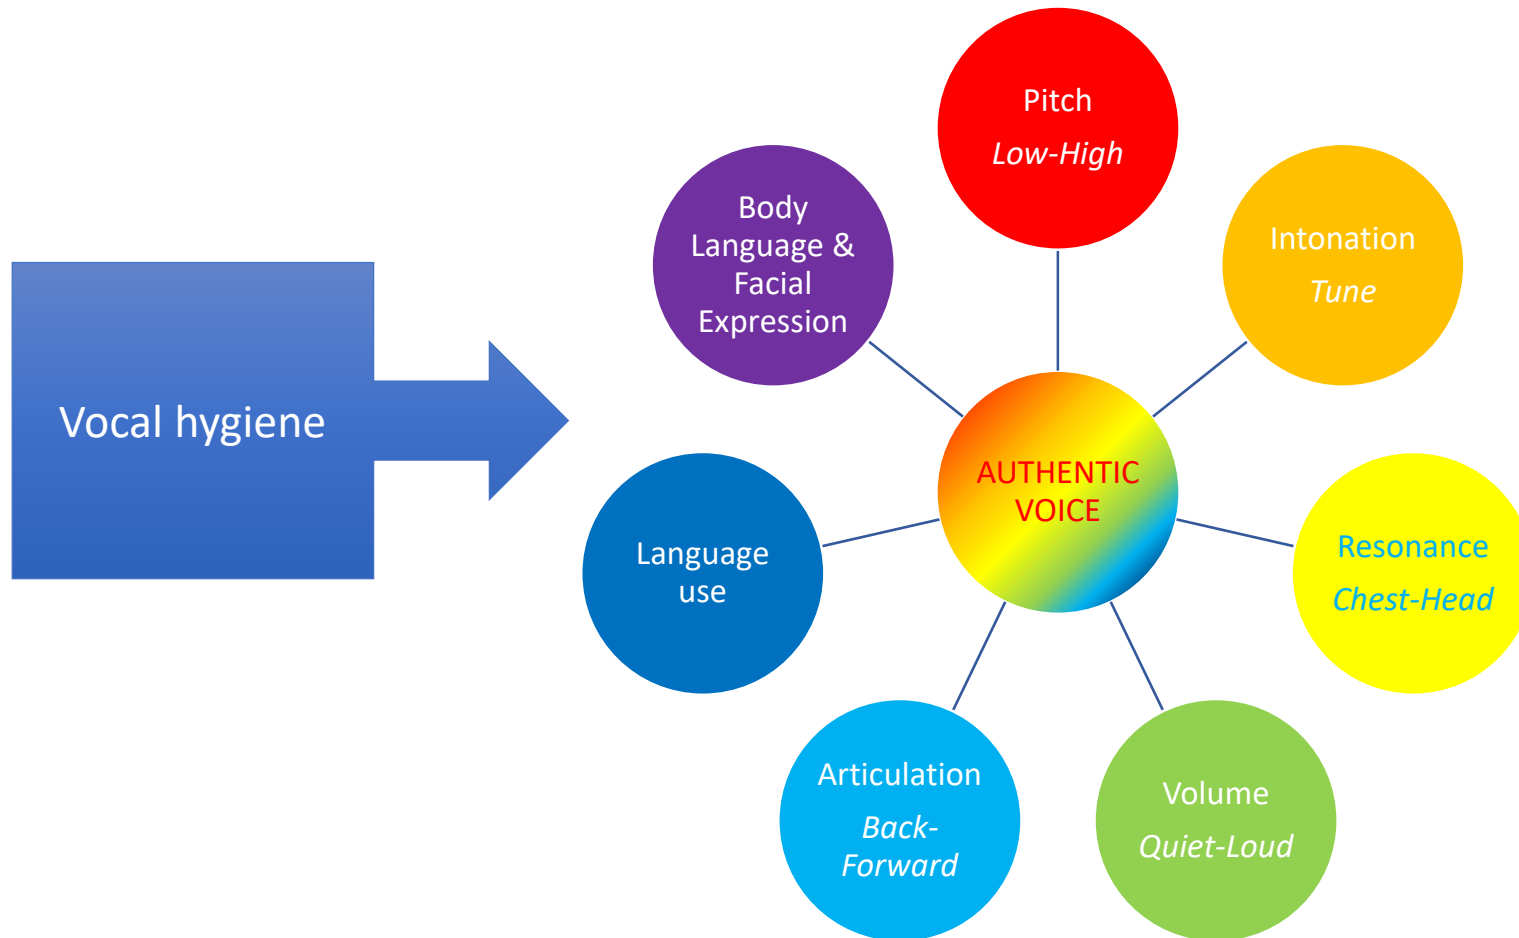 Vocal hygiene
Pitch
Low-High
Intonation
Tune
Resonance
Chest-Head
Volume
Quiet-Loud
Articulation
Back-
Forward
Language
use
Body
Language &
Facial
Expression
AUTHENTIC
VOICE